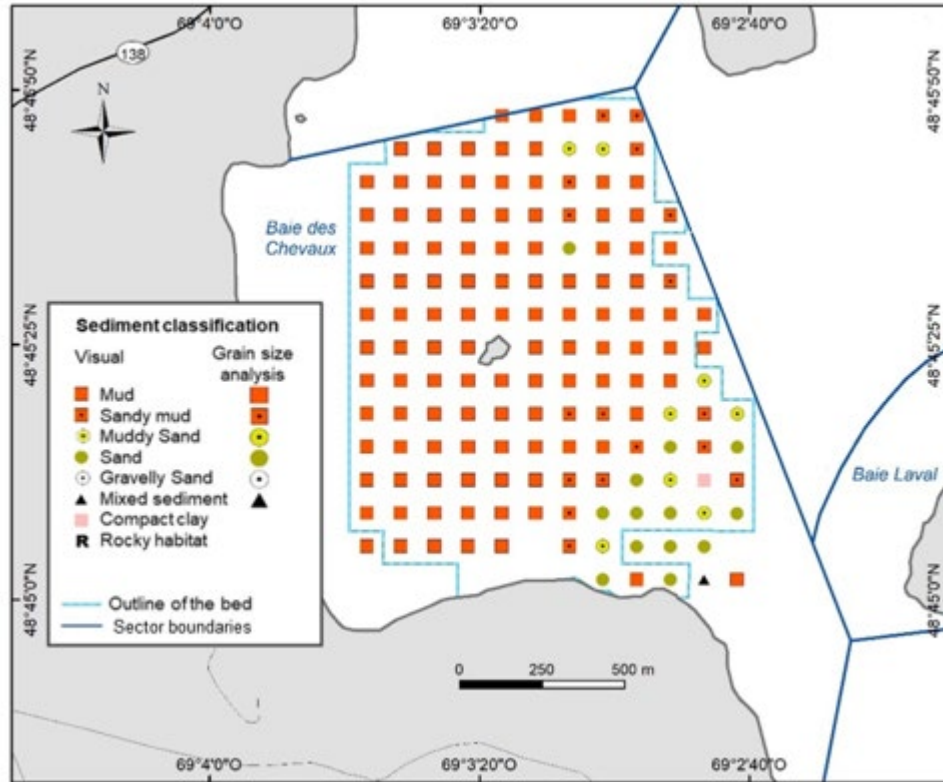 69°4'0"O 69°3'20"O 69°2'40"O
138
N
48°45'50"N
48°45'50"N
Baie des
Chevaux
Sediment classification
Visual
Grain size
analysis
Mud
Sandy mud
Muddy Sand
Sand
Gravelly Sand
Mixed sediment
Compact clay
R Rocky habitat
Outline of the bed
Sector boundaries
48°45'25"N
48°45'25"N
Baie Laval
48°45'0"N
48°45'0"N
0 250 500 m
69°4'0"O 69°3'20"O 69°2'40"O